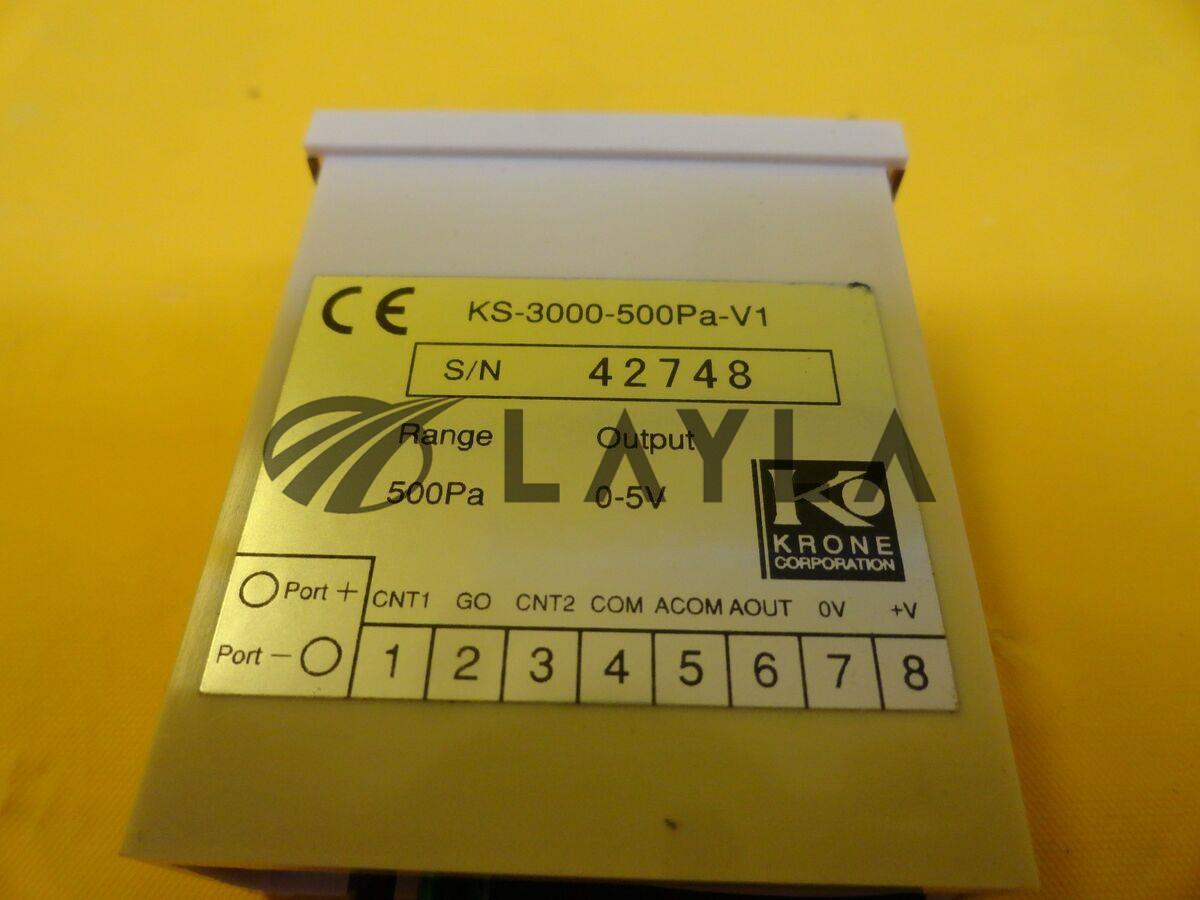 CE KS-3000-500Pa-V1
S/N 42748
LAYLA
Range Output
500Pa 0-5V
KRONE
CORPORATION
Port +
CNT1 GO CNT2 COM ACOM AOUT 0V +V
Port −
1 2 3 4 5 6 7 8